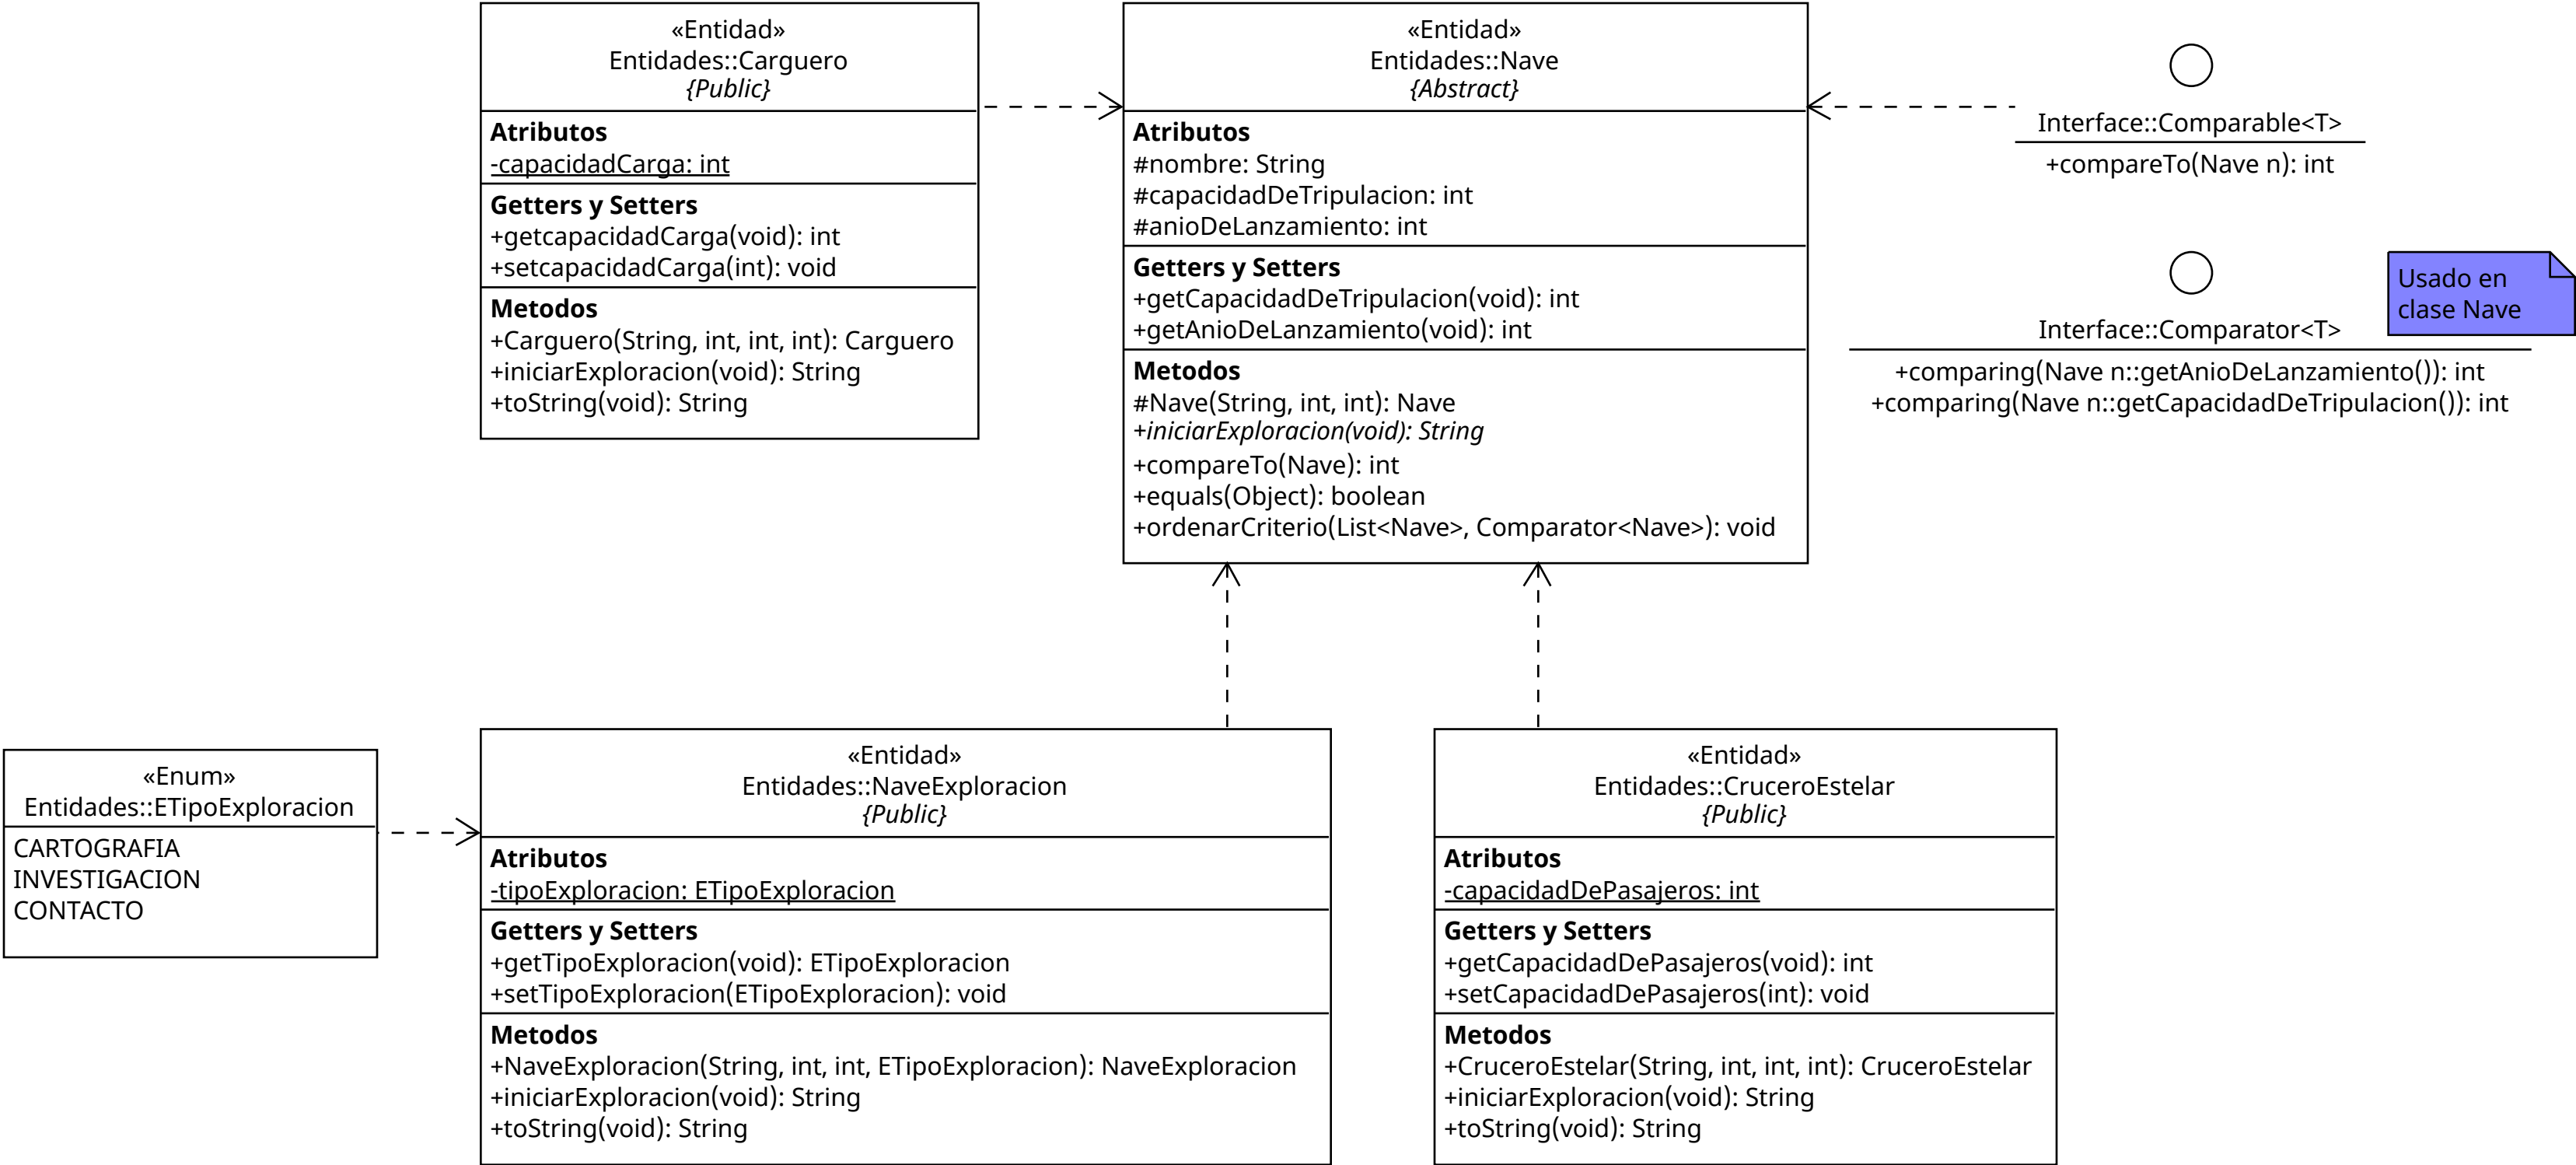 «Entidad»
Entidades::Carguero
{Public}
Atributos
-capacidadCarga: int
Getters y Setters
+getcapacidadCarga(void): int
+setcapacidadCarga(int): void
Metodos
+Carguero(String, int, int, int): Carguero
+iniciarExploracion(void): String
+toString(void): String
«Entidad»
Entidades::Nave
{Abstract}
Atributos
#nombre: String
#capacidadDeTripulacion: int
#anioDeLanzamiento: int
Getters y Setters
+getCapacidadDeTripulacion(void): int
+getAnioDeLanzamiento(void): int
Metodos
#Nave(String, int, int): Nave
+iniciarExploracion(void): String
+compareTo(Nave): int
+equals(Object): boolean
+ordenarCriterio(List<Nave>, Comparator<Nave>): void
Interface::Comparable<T>
+compareTo(Nave n): int
Usado en
clase Nave
Interface::Comparator<T>
+comparing(Nave n::getAnioDeLanzamiento()): int
+comparing(Nave n::getCapacidadDeTripulacion()): int
«Enum»
Entidades::ETipoExploracion
CARTOGRAFIA
INVESTIGACION
CONTACTO
«Entidad»
Entidades::NaveExploracion
{Public}
Atributos
-tipoExploracion: ETipoExploracion
Getters y Setters
+getTipoExploracion(void): ETipoExploracion
+setTipoExploracion(ETipoExploracion): void
Metodos
+NaveExploracion(String, int, int, ETipoExploracion): NaveExploracion
+iniciarExploracion(void): String
+toString(void): String
«Entidad»
Entidades::CruceroEstelar
{Public}
Atributos
-capacidadDePasajeros: int
Getters y Setters
+getCapacidadDePasajeros(void): int
+setCapacidadDePasajeros(int): void
Metodos
+CruceroEstelar(String, int, int, int): CruceroEstelar
+iniciarExploracion(void): String
+toString(void): String